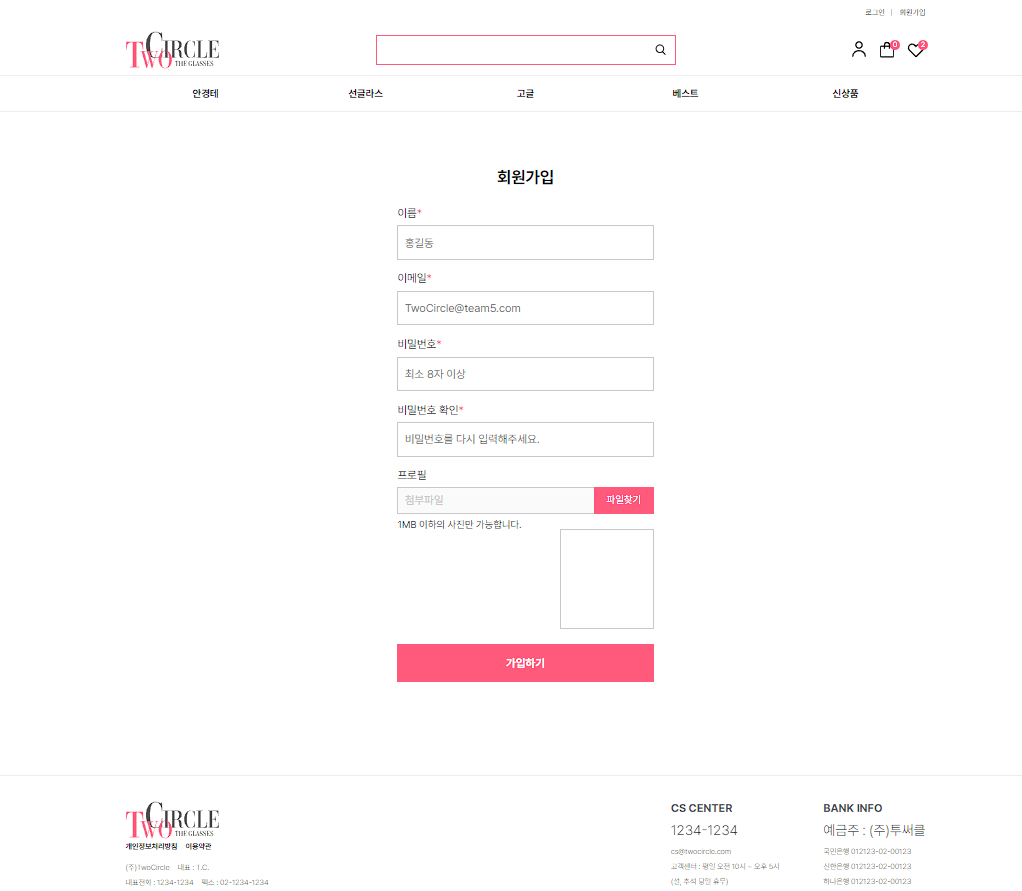 로그인 | 회원가입
TWO CIRCLE THE GLASSES
0 2
안경테 선글라스 고글 베스트 신상품
회원가입
이름*
홍길동
이메일*
TwoCircle@team5.com
비밀번호*
최소 8자 이상
비밀번호 확인*
비밀번호를 다시 입력해주세요.
프로필
첨부파일 파일찾기
1MB 이하의 사진만 가능합니다.
가입하기
TWO CIRCLE THE GLASSES
개인정보처리방침 이용약관
(주)TwoCircle 대표 : T.C.
대표전화 : 1234-1234 팩스 : 02-1234-1234
CS CENTER
1234-1234
cs@twocircle.com
고객센터 : 평일 오전 10시 ~ 오후 5시
(설, 추석 당일 휴무)
BANK INFO
예금주 : (주)투써클
국민은행 012123-02-00123
신한은행 012123-02-00123
하나은행 012123-02-00123